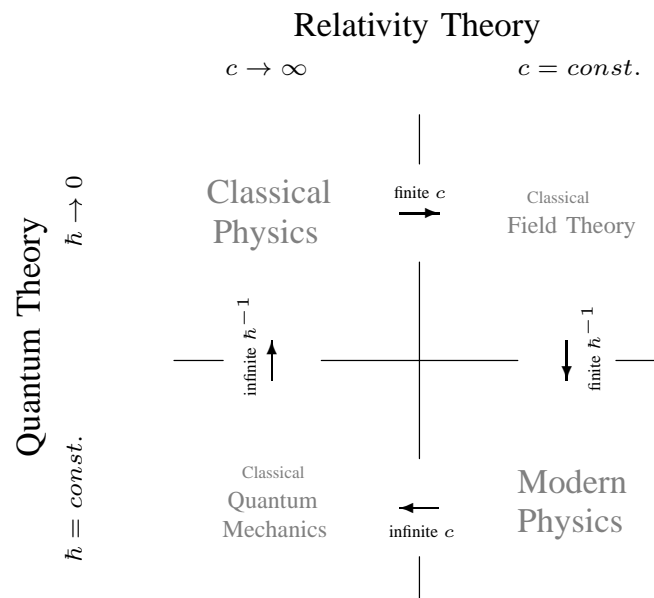 Relativity Theory
c → ∞
c = const.
Quantum Theory
ħ → 0
ħ = const.
Classical
Physics
finite c
Classical
Field Theory
infinite ħ⁻¹
finite ħ⁻¹
Classical
Quantum
Mechanics
infinite c
Modern
Physics